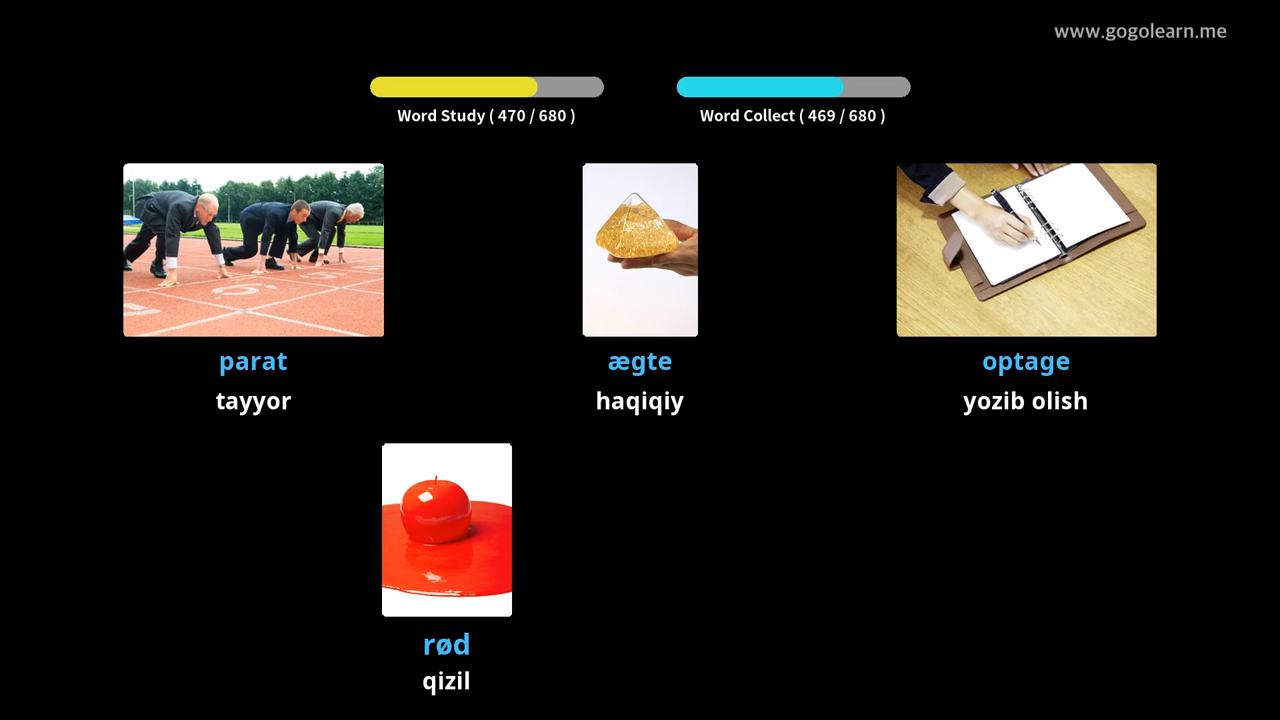 www.gogolearn.me
Word Study ( 470 / 680 )
Word Collect ( 469 / 680 )
parat
tayyor
ægte
haqiqiy
optage
yozib olish
rød
qizil